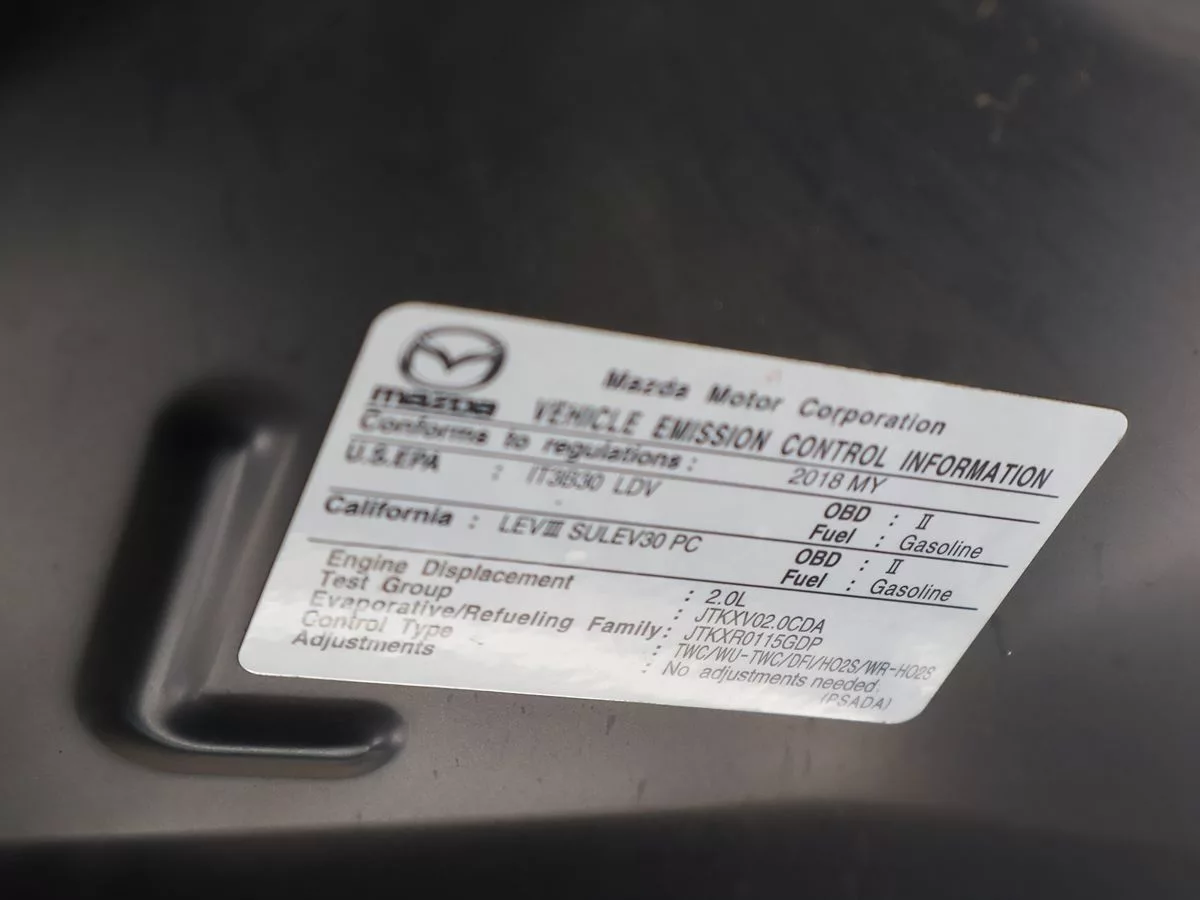 mazda
Mazda Motor Corporation
VEHICLE EMISSION CONTROL INFORMATION
Conforms to regulations: 2018 MY
U.S.EPA : T3B30 LDV OBD : II
Fuel : Gasoline
California : LEVIII SULEV30 PC OBD : II
Fuel : Gasoline
Engine Displacement : 2.0L
Test Group : JTKXV02.0CDA
Evaporative/Refueling Family: JTKXR0115GDP
Control Type : TWC/WU-TWC/DFI/HO2S/WR-HO2S
Adjustments : No adjustments needed.
(PSADA)